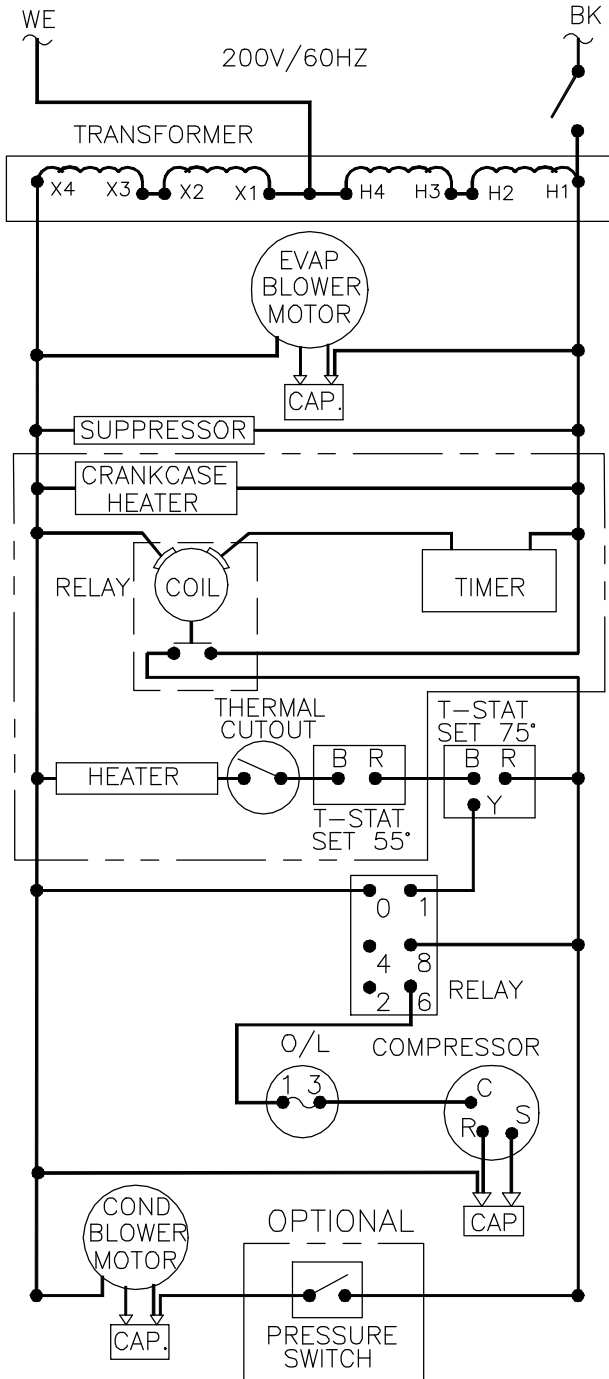 WE
BK
200V/60HZ
TRANSFORMER
X4 X3 X2 X1 H4 H3 H2 H1
EVAP
BLOWER
MOTOR
CAP.
SUPPRESSOR
CRANKCASE
HEATER
RELAY
COIL
TIMER
THERMAL
CUTOUT
T-STAT
SET 75°
HEATER
B R
B R
Y
T-STAT
SET 55°
0 1
4 8
2 6
RELAY
O/L
1 3
COMPRESSOR
C
R S
CAP
COND
BLOWER
MOTOR
CAP.
OPTIONAL
PRESSURE
SWITCH